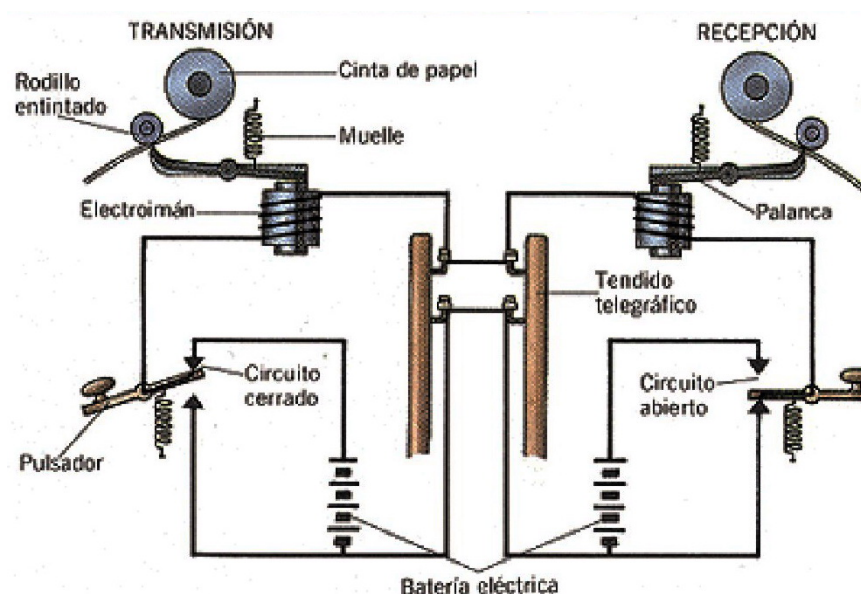 TRANSMISIÓN
RECEPCIÓN
Cinta de papel
Rodillo
entintado
Muelle
Electroimán
Palanca
Tendido
telegráfico
Circuito
cerrado
Circuito
abierto
Pulsador
Batería eléctrica